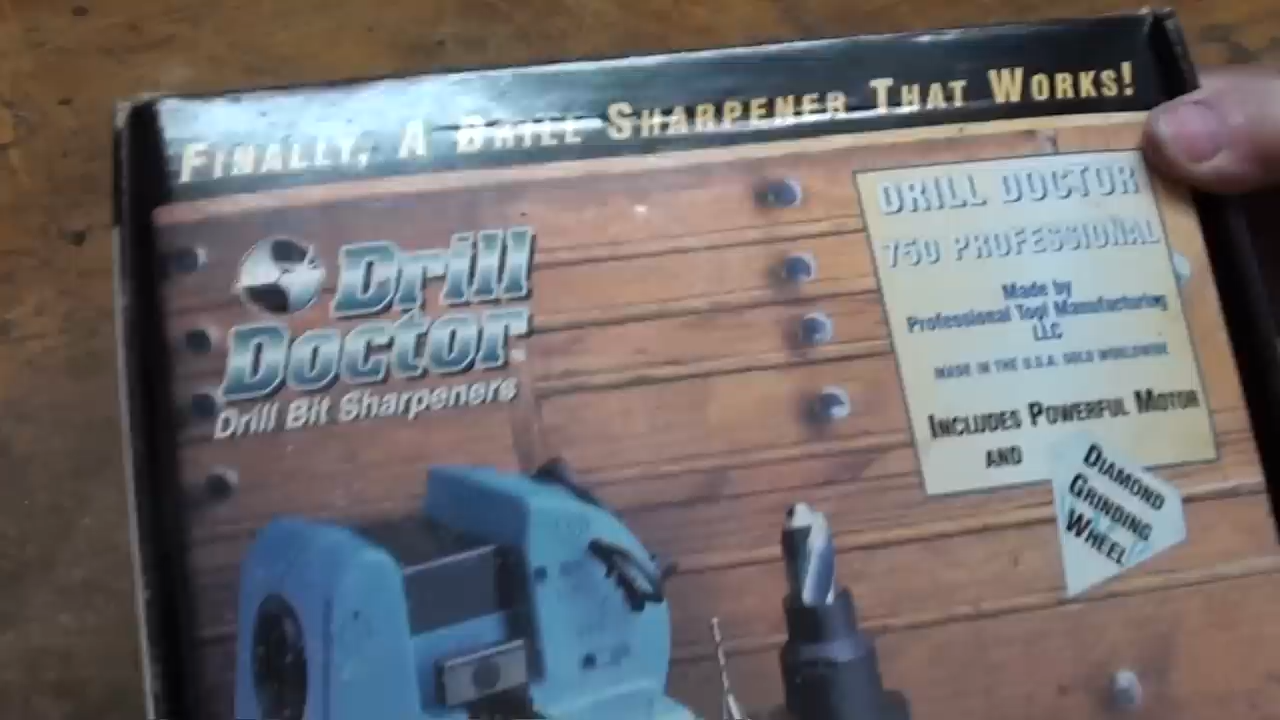 FINALLY, A DRILL SHARPENER THAT WORKS!
Drill
Doctor
Drill Bit Sharpeners
DRILL DOCTOR
750 PROFESSIONAL
Made by
Professional Tool Manufacturing
LLC
MADE IN THE U.S.A. SOLD WORLDWIDE
INCLUDES POWERFUL MOTOR
AND
DIAMOND
GRINDING
WHEEL